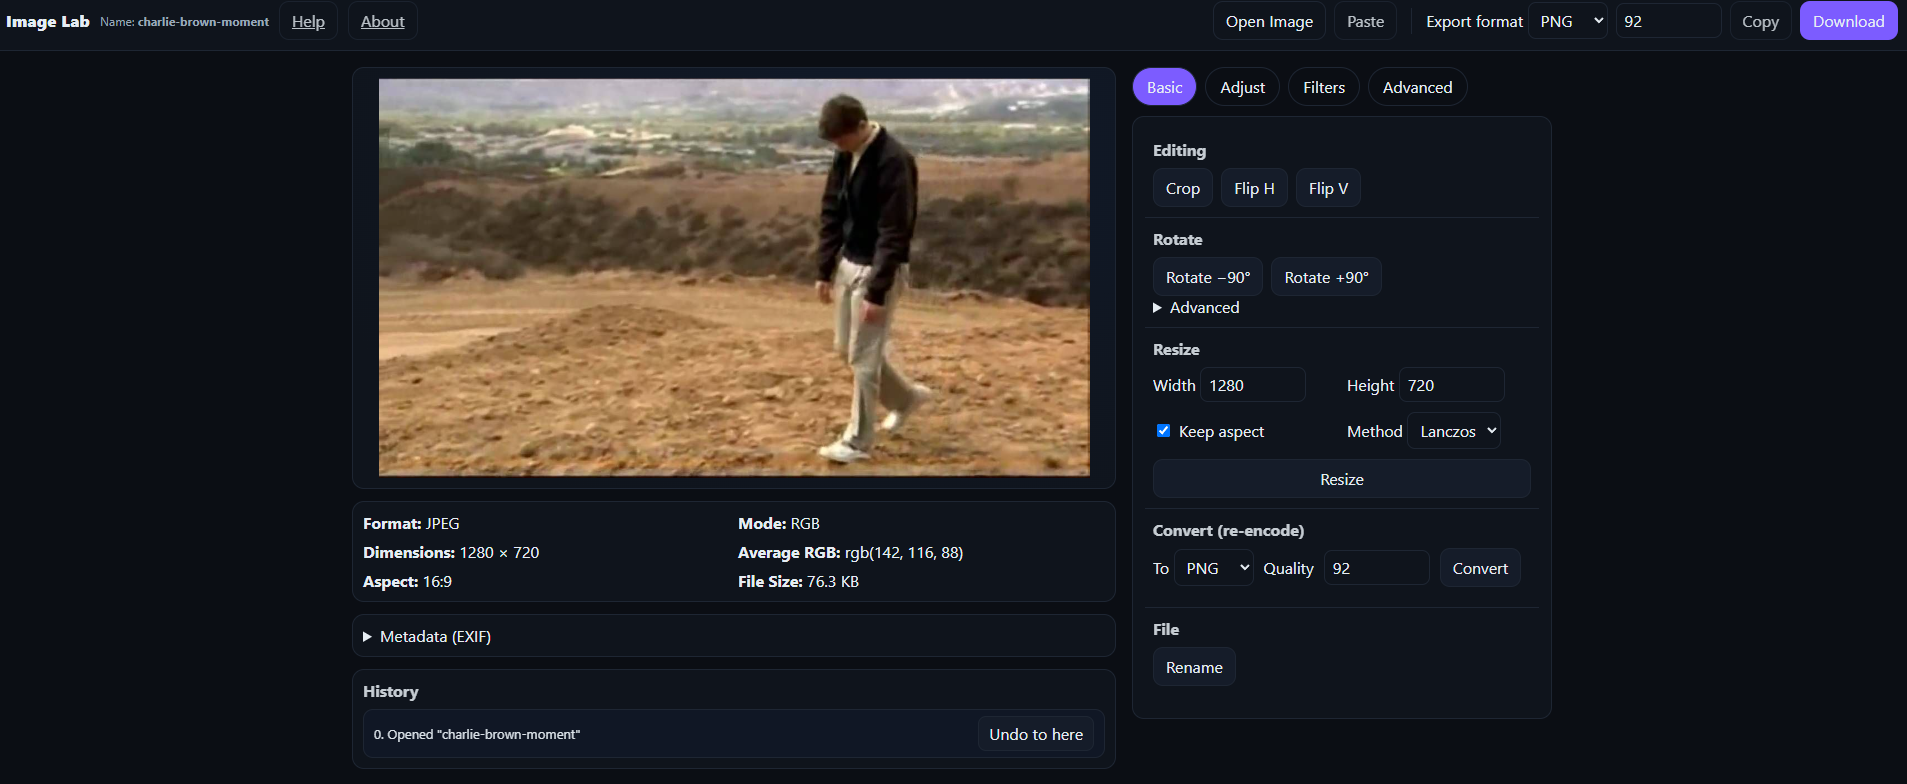 Image Lab Name: charlie-brown-moment Help About Open Image Paste Export format PNG 92 Copy Download
Basic Adjust Filters Advanced
Editing
Crop Flip H Flip V
Rotate
Rotate −90° Rotate +90°
Advanced
Resize
Width 1280 Height 720
Keep aspect Method Lanczos
Resize
Convert (re-encode)
To PNG Quality 92 Convert
File
Rename
Format: JPEG Mode: RGB
Dimensions: 1280 × 720 Average RGB: rgb(142, 116, 88)
Aspect: 16:9 File Size: 76.3 KB
Metadata (EXIF)
History
0. Opened "charlie-brown-moment" Undo to here